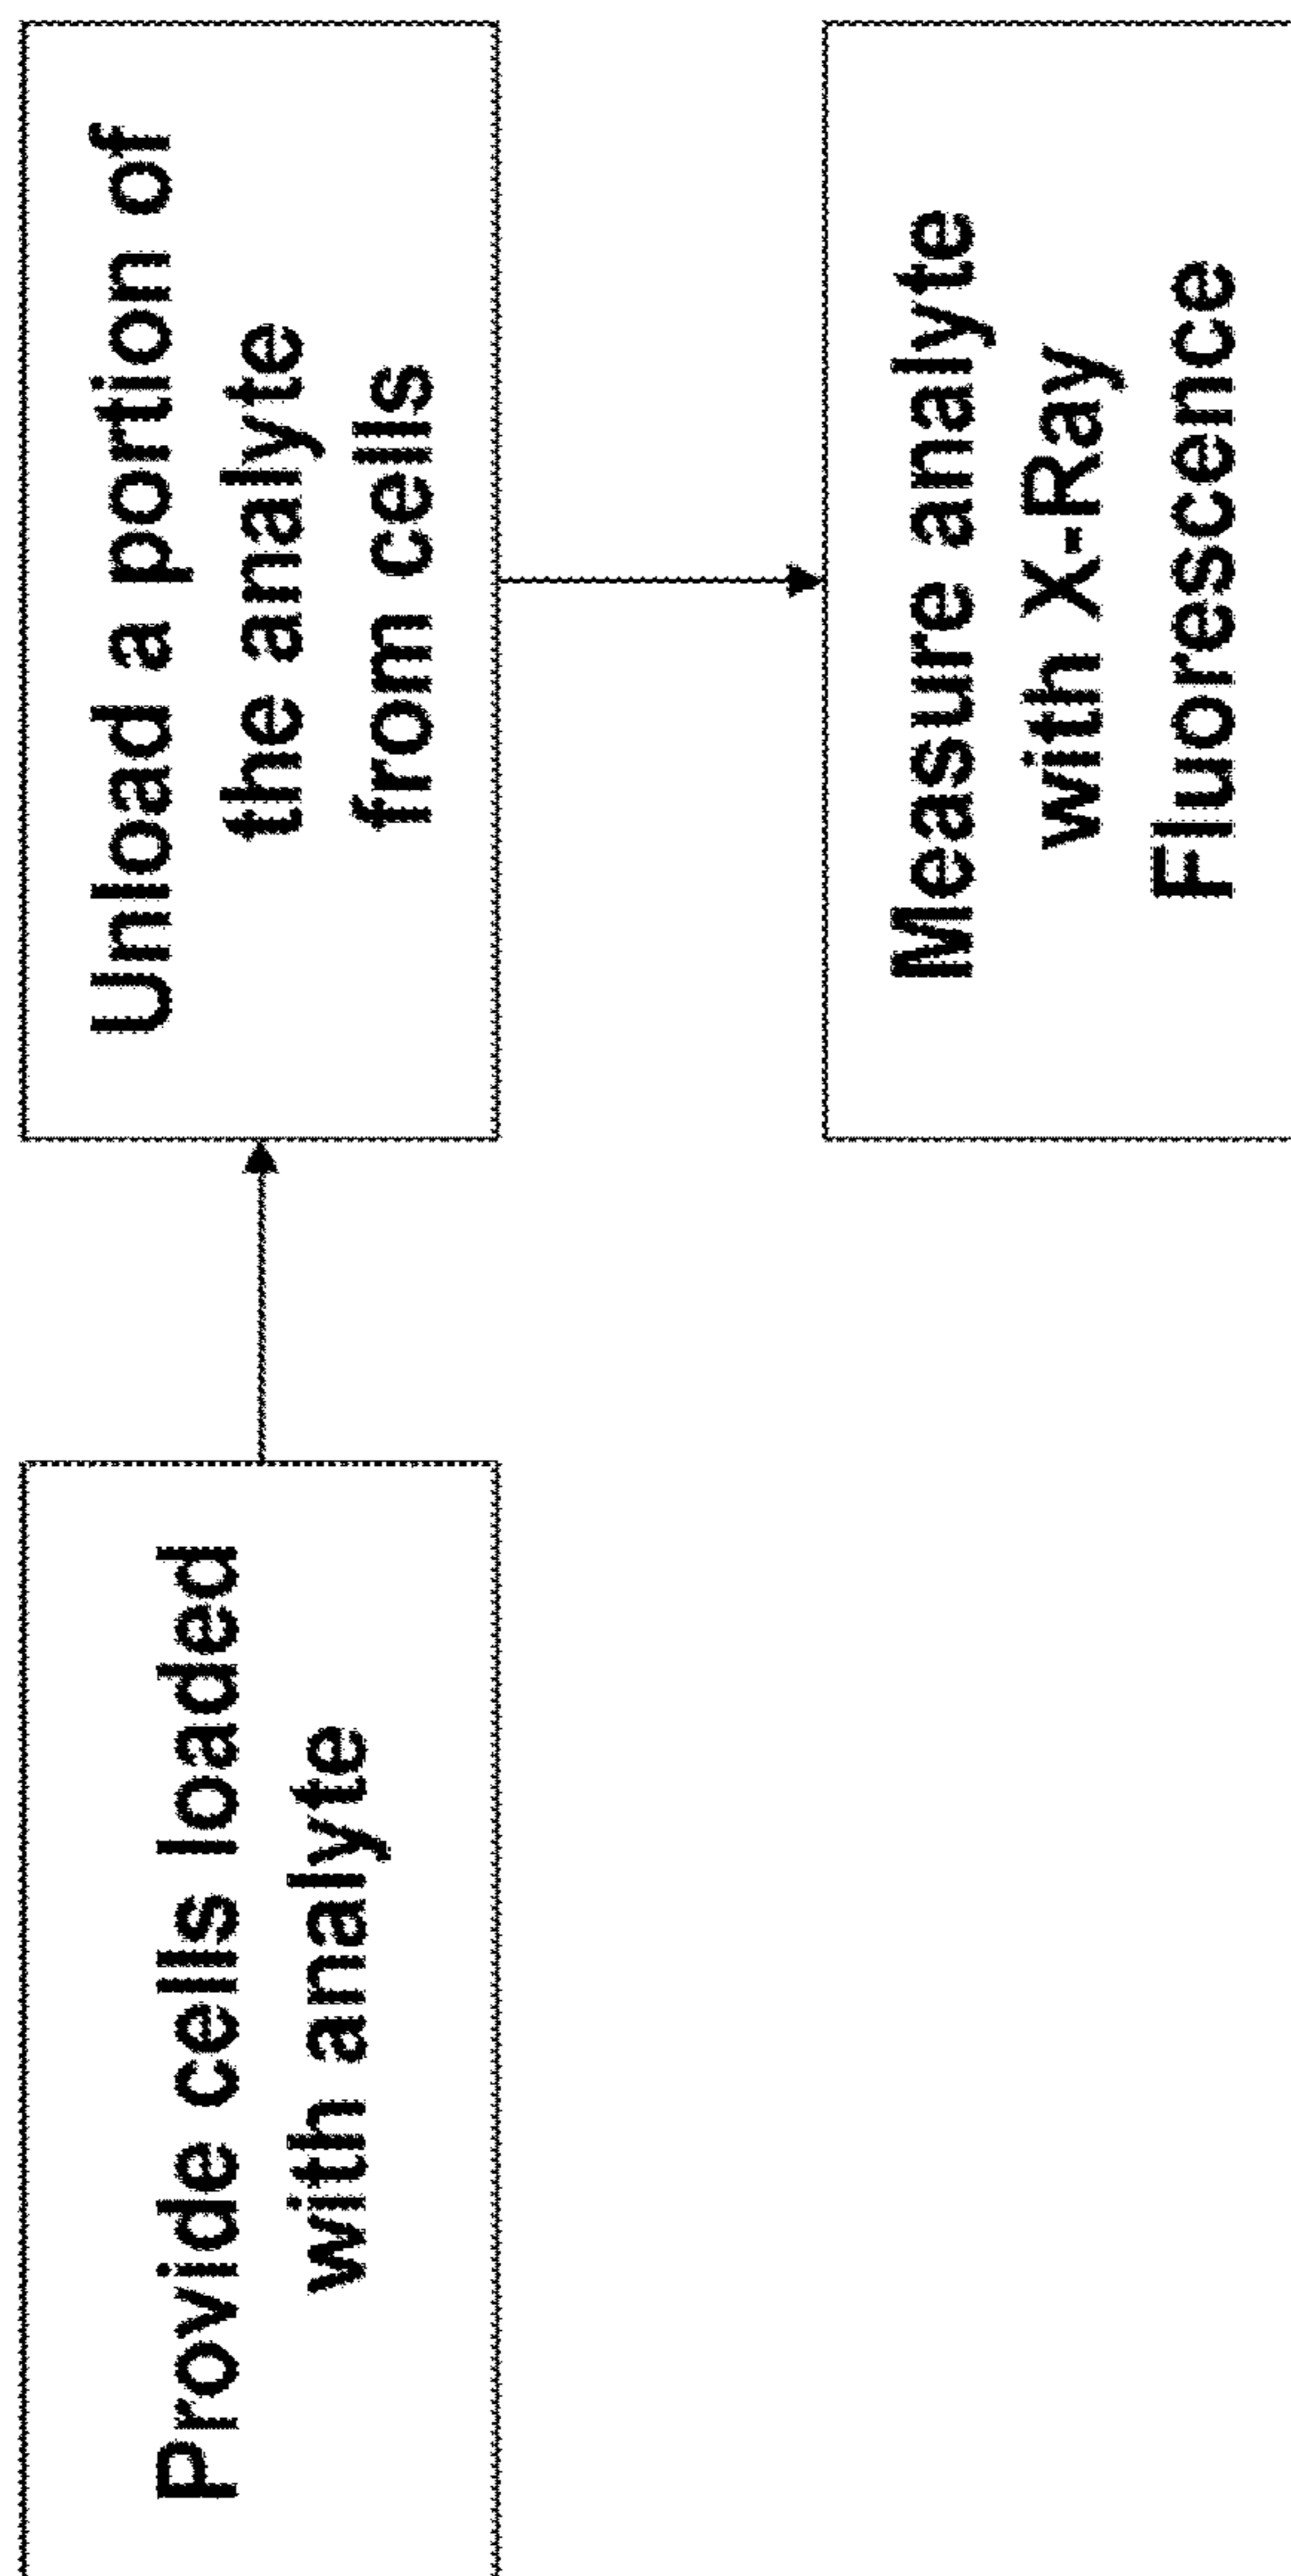 Provide cells loaded
with analyte
Unload a portion of
the analyte
from cells
Measure analyte
with X-Ray
Fluorescence